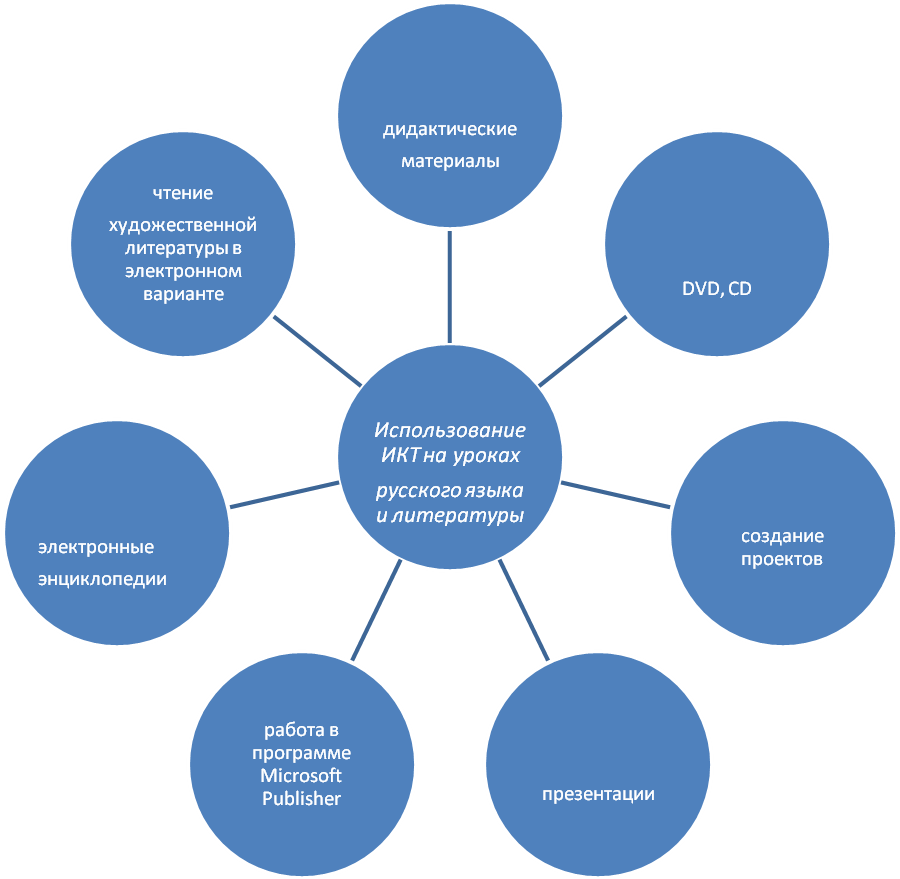 дидактические
материалы
DVD, CD
создание
проектов
презентации
работа в
программе
Microsoft
Publisher
электронные
энциклопедии
чтение
художественной
литературы в
электронном
варианте
Использование
ИКТ на уроках
русского языка
и литературы